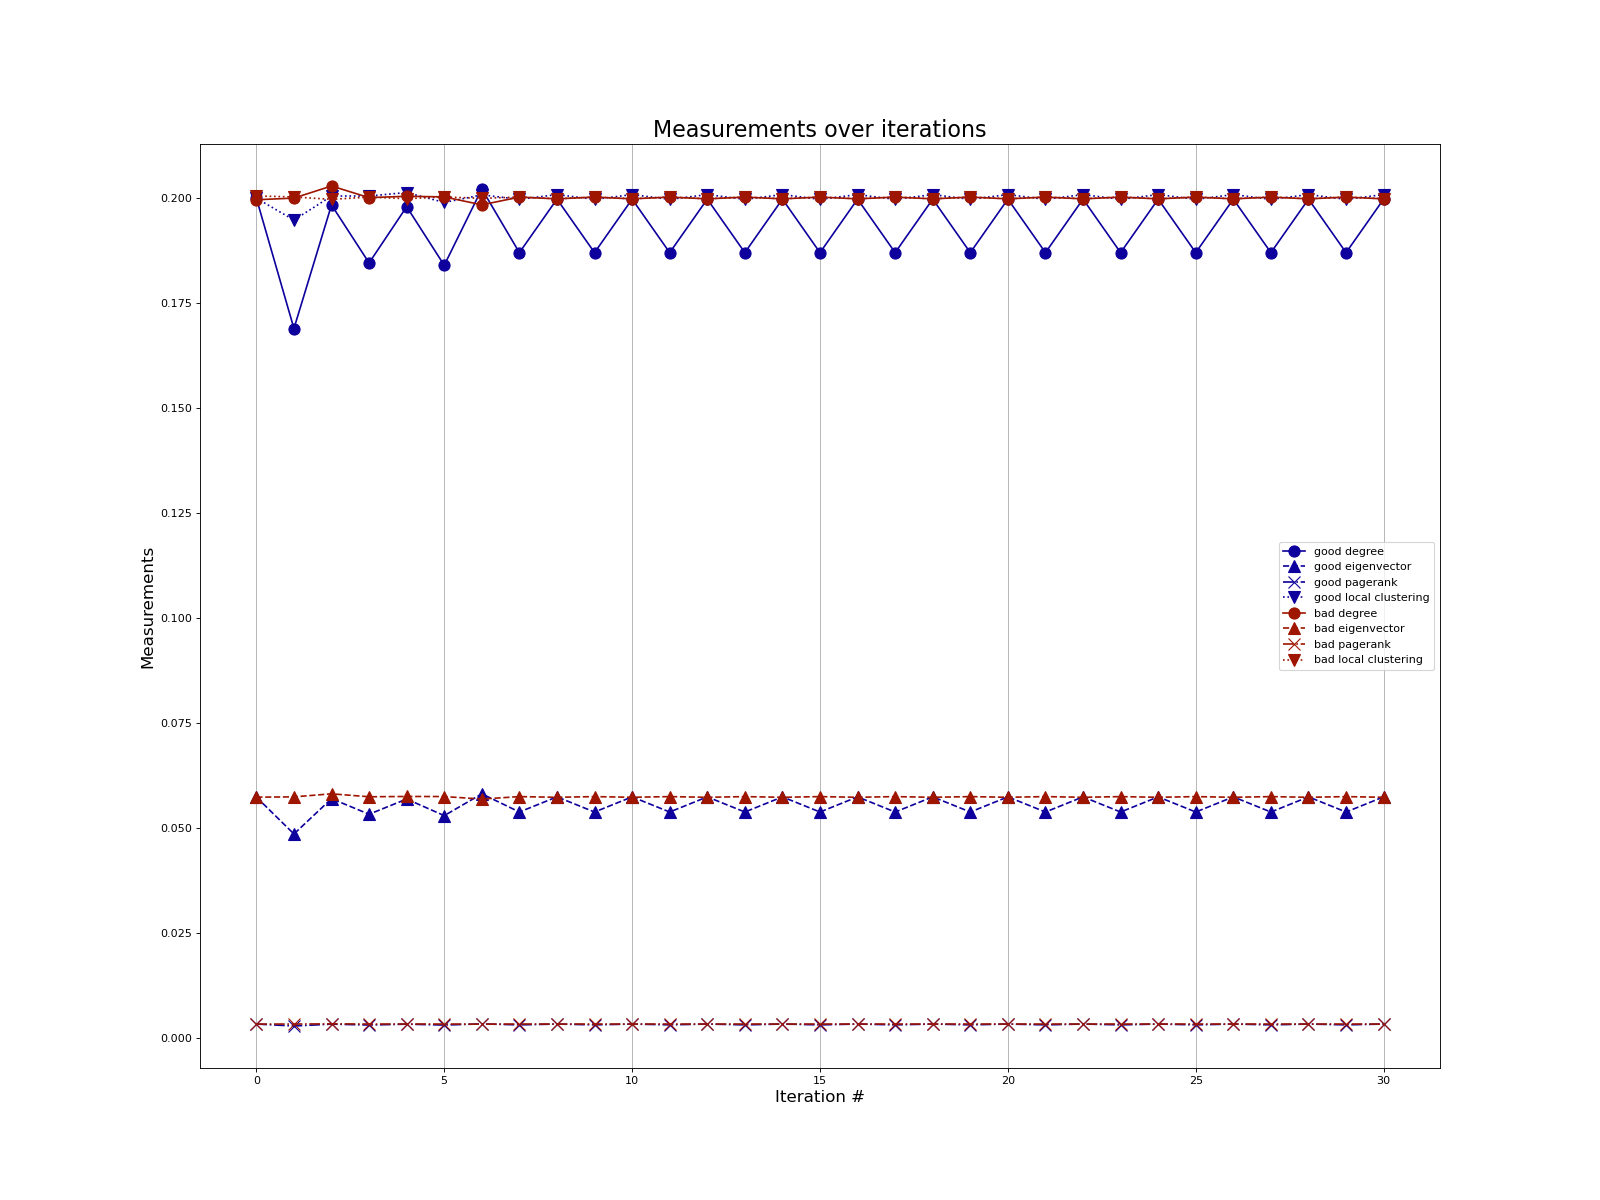 Measurements over iterations
0.200
0.175
0.150
0.125
0.100
0.075
0.050
0.025
0.000
Measurements
good degree
good eigenvector
good pagerank
good local clustering
bad degree
bad eigenvector
bad pagerank
bad local clustering
0 5 10 15 20 25 30
Iteration #